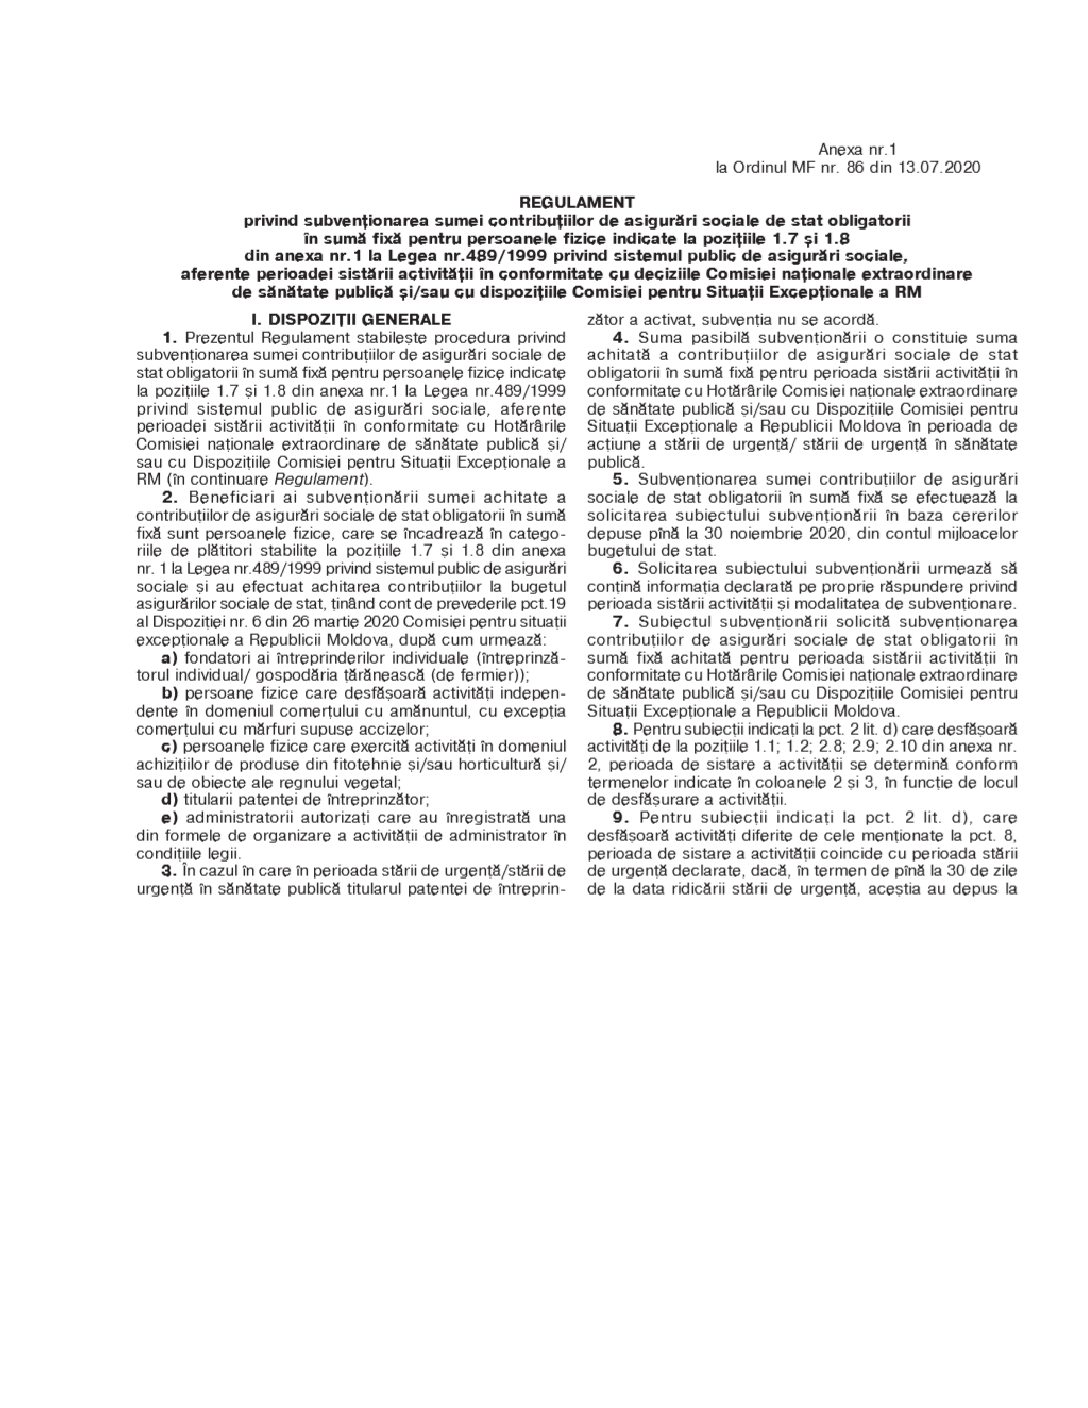 Anexa nr.1
la Ordinul MF nr. 86 din 13.07.2020
REGULAMENT
privind subvenționarea sumei contribuțiilor de asigurări sociale de stat obligatorii
în sumă fixă pentru persoanele fizice indicate la pozițiile 1.7 și 1.8
din anexa nr.1 la Legea nr.489/1999 privind sistemul public de asigurări sociale,
aferente perioadei sistării activității în conformitate cu deciziile Comisiei naționale extraordinare
de sănătate publică și/sau cu dispozițiile Comisiei pentru Situații Excepționale a RM
I. DISPOZIȚII GENERALE
1. Prezentul Regulament stabilește procedura privind
subvenționarea sumei contribuțiilor de asigurări sociale de
stat obligatorii în sumă fixă pentru persoanele fizice indicate
la pozițiile 1.7 și 1.8 din anexa nr.1 la Legea nr.489/1999
privind sistemul public de asigurări sociale, aferente
perioadei sistării activității în conformitate cu Hotărârile
Comisiei naționale extraordinare de sănătate publică și/
sau cu Dispozițiile Comisiei pentru Situații Excepționale a
RM (în continuare Regulament).
2. Beneficiari ai subvenționării sumei achitate a
contribuțiilor de asigurări sociale de stat obligatorii în sumă
fixă sunt persoanele fizice, care se încadrează în catego-
riile de plătitori stabilite la pozițiile 1.7 și 1.8 din anexa
nr. 1 la Legea nr.489/1999 privind sistemul public de asigurări
sociale și au efectuat achitarea contribuțiilor la bugetul
asigurărilor sociale de stat, ținând cont de prevederile pct.19
al Dispoziției nr. 6 din 26 martie 2020 Comisiei pentru situații
excepționale a Republicii Moldova, după cum urmează:
a) fondatori ai întreprinderilor individuale (întreprinză-
torul individual/ gospodăria țărănească (de fermier));
b) persoane fizice care desfășoară activități indepen-
dente în domeniul comerțului cu amănuntul, cu excepția
comerțului cu mărfuri supuse accizelor;
c) persoanele fizice care exercită activități în domeniul
achizițiilor de produse din fitotehnie și/sau horticultură și/
sau de obiecte ale regnului vegetal;
d) titularii patentei de întreprinzător;
e) administratorii autorizați care au înregistrată una
din formele de organizare a activității de administrator în
condițiile legii.
3. În cazul în care în perioada stării de urgență/stării de
urgență în sănătate publică titularul patentei de întreprin-
zător a activat, subvenția nu se acordă.
4. Suma pasibilă subvenționării o constituie suma
achitată a contribuțiilor de asigurări sociale de stat
obligatorii în sumă fixă pentru perioada sistării activității în
conformitate cu Hotărârile Comisiei naționale extraordinare
de sănătate publică și/sau cu Dispozițiile Comisiei pentru
Situații Excepționale a Republicii Moldova în perioada de
acțiune a stării de urgență/ stării de urgență în sănătate
publică.
5. Subvenționarea sumei contribuțiilor de asigurări
sociale de stat obligatorii în sumă fixă se efectuează la
solicitarea subiectului subvenționării în baza cererilor
depuse pînă la 30 noiembrie 2020, din contul mijloacelor
bugetului de stat.
6. Solicitarea subiectului subvenționării urmează să
conțină informația declarată pe proprie răspundere privind
perioada sistării activității și modalitatea de subvenționare.
7. Subiectul subvenționării solicită subvenționarea
contribuțiilor de asigurări sociale de stat obligatorii în
sumă fixă achitată pentru perioada sistării activității în
conformitate cu Hotărârile Comisiei naționale extraordinare
de sănătate publică și/sau cu Dispozițiile Comisiei pentru
Situații Excepționale a Republicii Moldova.
8. Pentru subiecții indicați la pct. 2 lit. d) care desfășoară
activități de la pozițiile 1.1; 1.2; 2.8; 2.9; 2.10 din anexa nr.
2, perioada de sistare a activității se determină conform
termenelor indicate în coloanele 2 și 3, în funcție de locul
de desfășurare a activității.
9. Pentru subiecții indicați la pct. 2 lit. d), care
desfășoară activități diferite de cele menționate la pct. 8,
perioada de sistare a activității coincide cu perioada stării
de urgență declarate, dacă, în termen de pînă la 30 de zile
de la data ridicării stării de urgență, aceștia au depus la